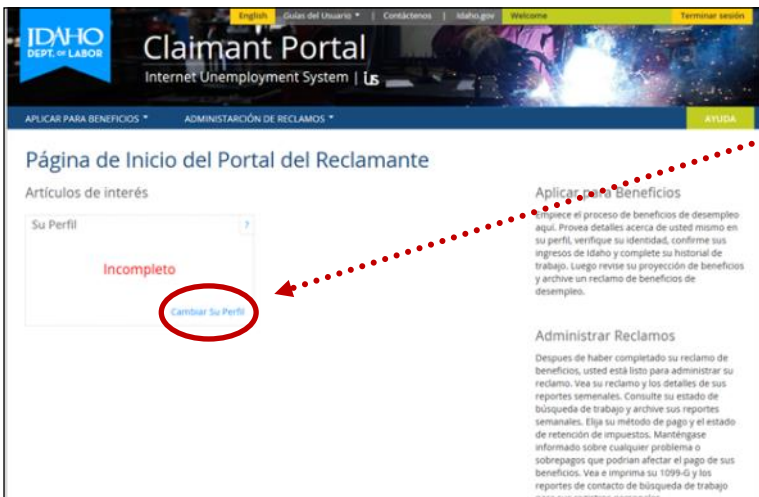 English Guías del Usuario | Contáctenos | Idaho.gov Welcome Terminar sesión
IDAHO
DEPT. OF LABOR
Claimant Portal
Internet Unemployment System | iUS
APLICAR PARA BENEFICIOS ADMINISTARCIÓN DE RECLAMOS AYUDA
Página de Inicio del Portal del Reclamante
Artículos de interés
Su Perfil ?
Incompleto
Cambiar Su Perfil
Aplicar para Beneficios
Empiece el proceso de beneficios de desempleo
aquí. Provea detalles acerca de usted mismo en
su perfil, verifique su identidad, confirme sus
ingresos de Idaho y complete su historial de
trabajo. Luego revise su proyección de beneficios
y archive un reclamo de beneficios de
desempleo.
Administrar Reclamos
Despues de haber completado su reclamo de
beneficios, usted está listo para administrar su
reclamo. Vea su reclamo y los detalles de sus
reportes semenales. Consulte su estado de
búsqueda de trabajo y archive sus reportes
semanales. Elija su método de pago y el estado
de retención de impuestos. Manténgase
informado sobre cualquier problema o
sobrepagos que podrían afectar el pago de sus
beneficios. Vea e imprima su 1099-G y los
reportes de contacto de búsqueda de trabajo